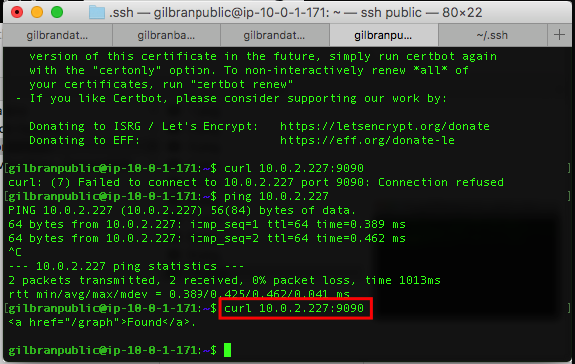 .ssh — gilbranpublic@ip-10-0-1-171: ~ — ssh public — 80×22
gilbrandat... gilbranba... gilbrandat... gilbranpu... ~/.ssh +
version of this certificate in the future, simply run certbot again
with the "certonly" option. To non-interactively renew *all* of
your certificates, run "certbot renew"
- If you like Certbot, please consider supporting our work by:
Donating to ISRG / Let's Encrypt: https://letsencrypt.org/donate
Donating to EFF: https://eff.org/donate-le
[gilbranpublic@ip-10-0-1-171:~$ curl 10.0.2.227:9090 ]
curl: (7) Failed to connect to 10.0.2.227 port 9090: Connection refused
[gilbranpublic@ip-10-0-1-171:~$ ping 10.0.2.227 ]
PING 10.0.2.227 (10.0.2.227) 56(84) bytes of data.
64 bytes from 10.0.2.227: icmp_seq=1 ttl=64 time=0.389 ms
64 bytes from 10.0.2.227: icmp_seq=2 ttl=64 time=0.462 ms
^C
--- 10.0.2.227 ping statistics ---
2 packets transmitted, 2 received, 0% packet loss, time 1013ms
rtt min/avg/max/mdev = 0.389/0.425/0.462/0.041 ms
[gilbranpublic@ip-10-0-1-171:~$ curl 10.0.2.227:9090 ]
<a href="/graph">Found</a>.
gilbranpublic@ip-10-0-1-171:~$